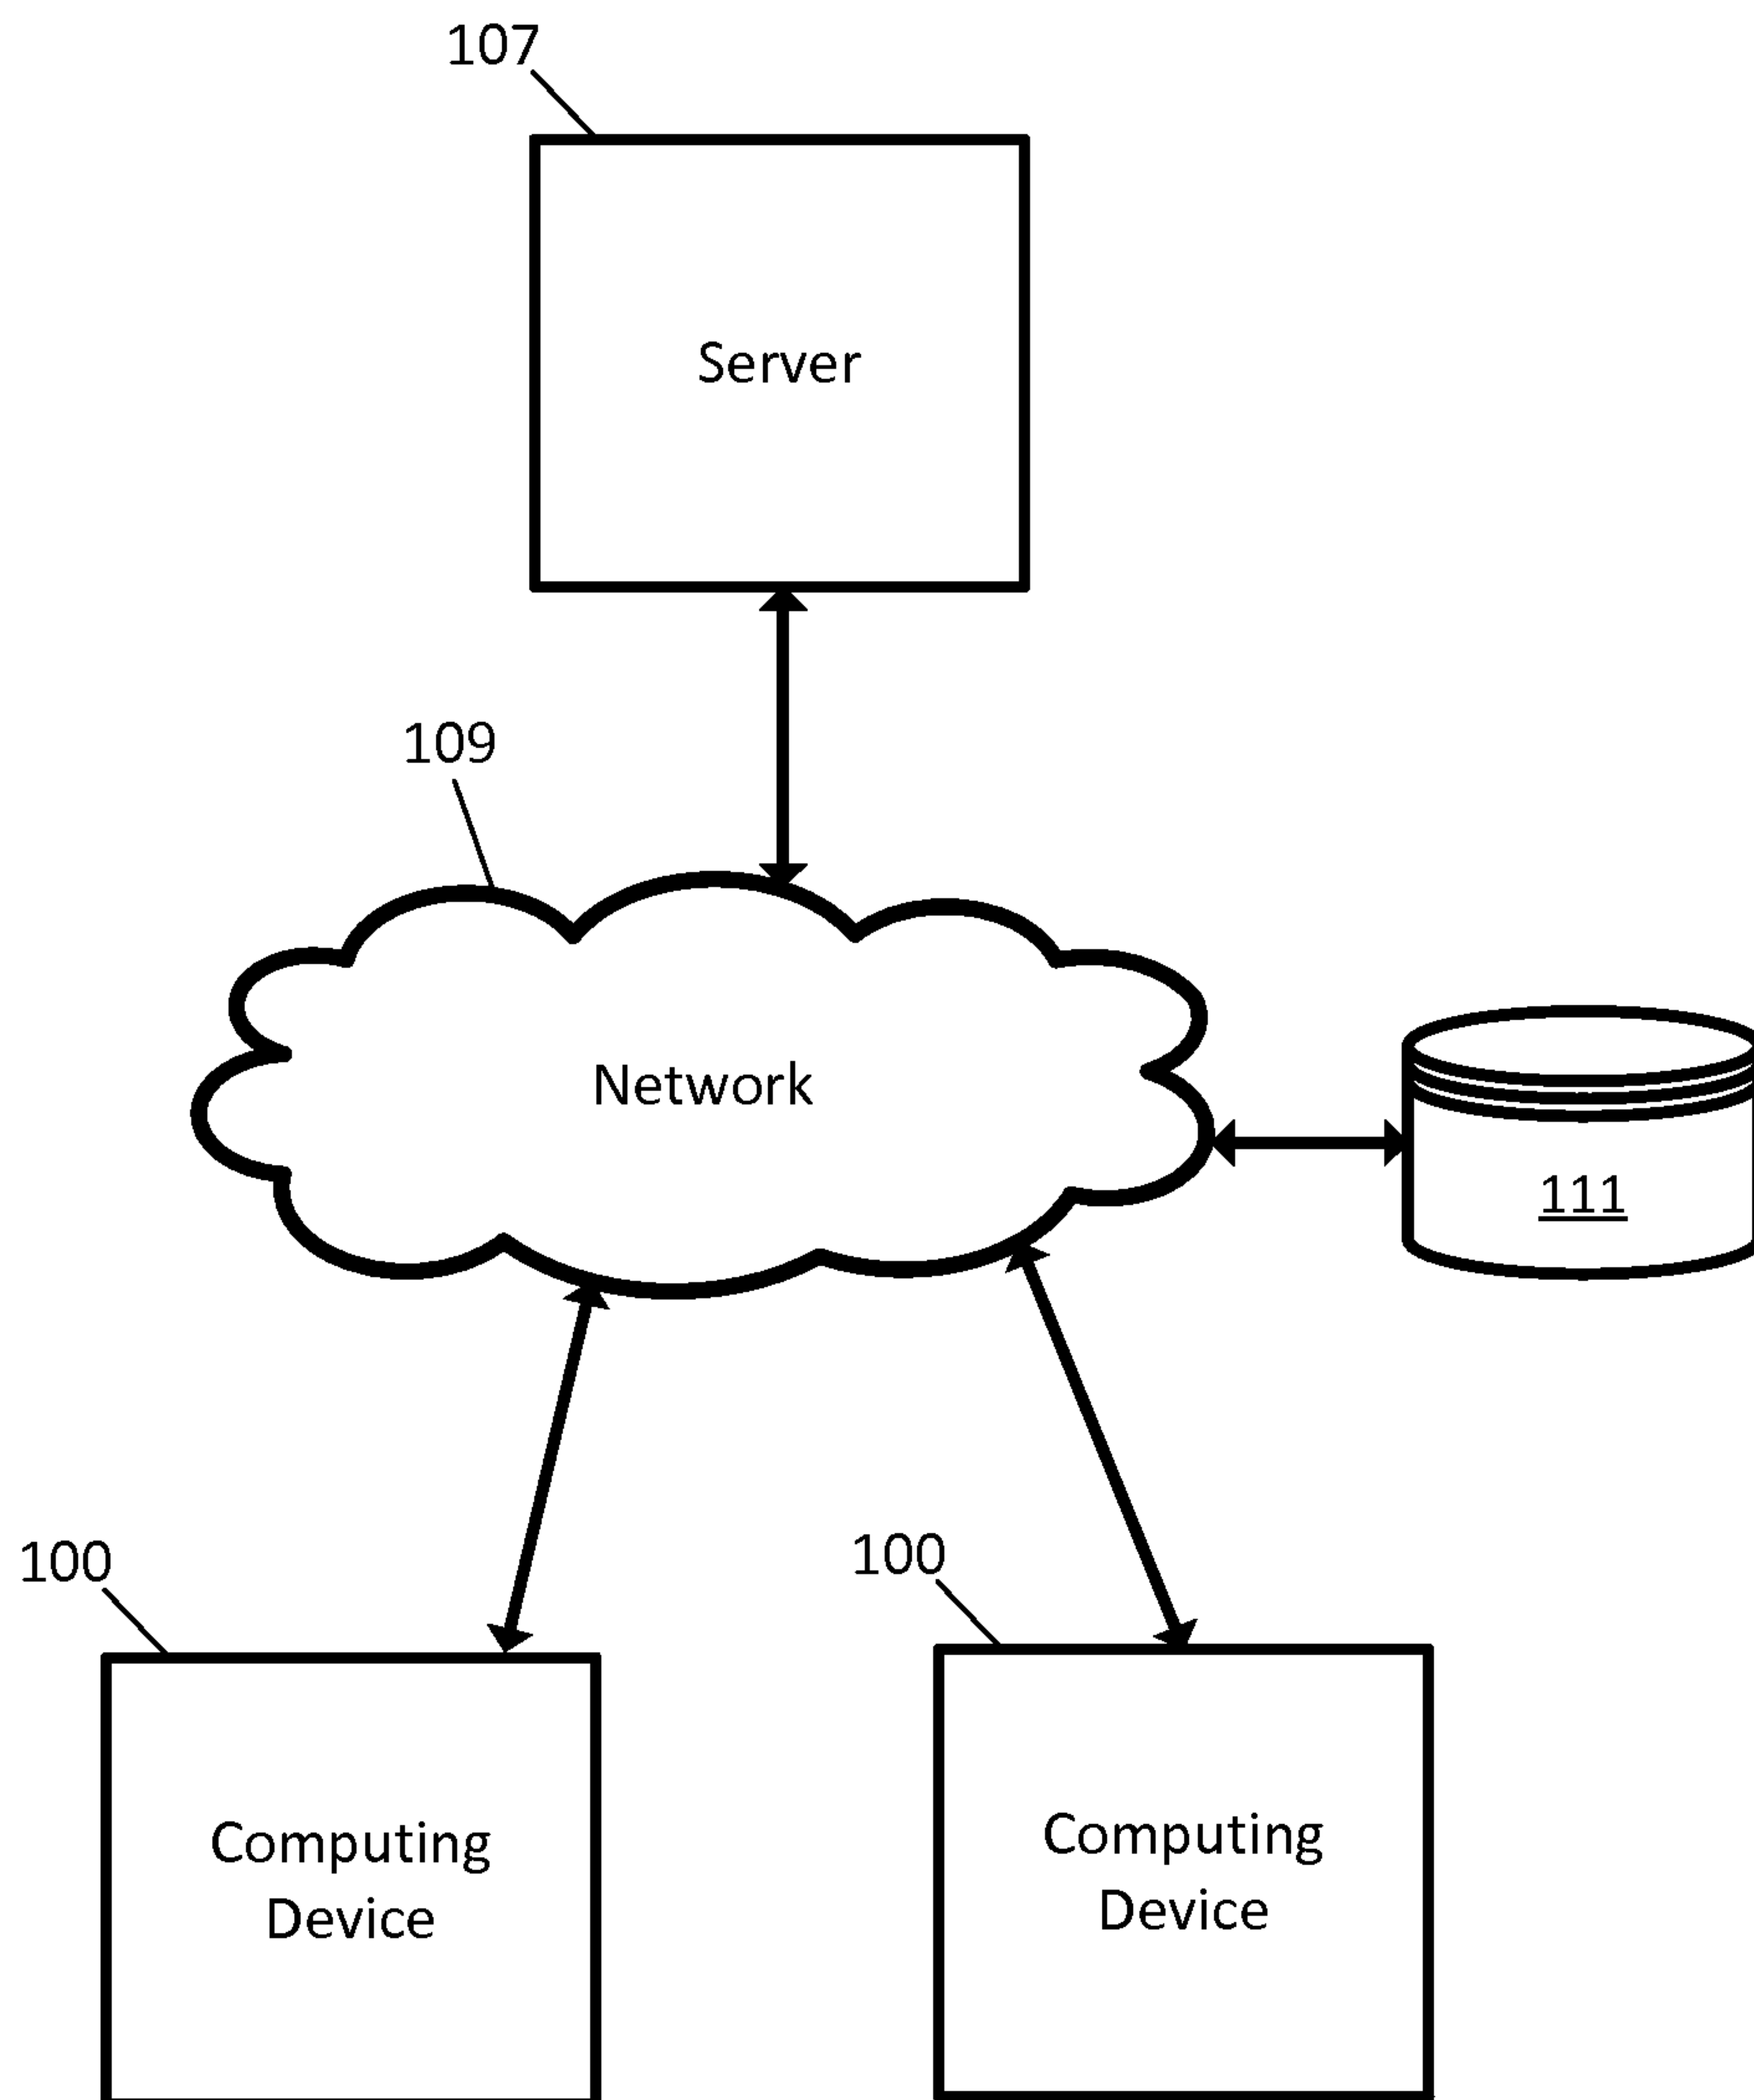 107
Server
109
Network
111
100
100
Computing
Device
Computing
Device